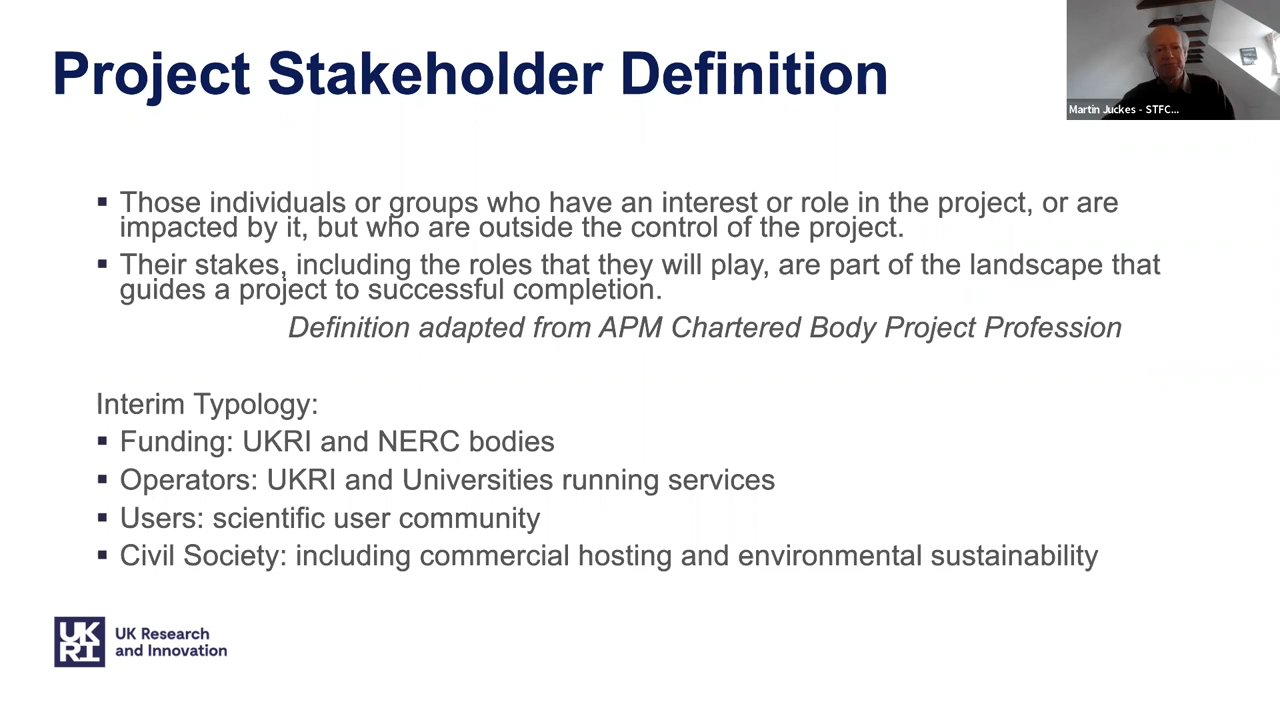 Project Stakeholder Definition
Martin Juckes - STFC...
▪ Those individuals or groups who have an interest or role in the project, or are
impacted by it, but who are outside the control of the project.
▪ Their stakes, including the roles that they will play, are part of the landscape that
guides a project to successful completion.
Definition adapted from APM Chartered Body Project Profession
Interim Typology:
▪ Funding: UKRI and NERC bodies
▪ Operators: UKRI and Universities running services
▪ Users: scientific user community
▪ Civil Society: including commercial hosting and environmental sustainability
UK
RI
UK Research
and Innovation